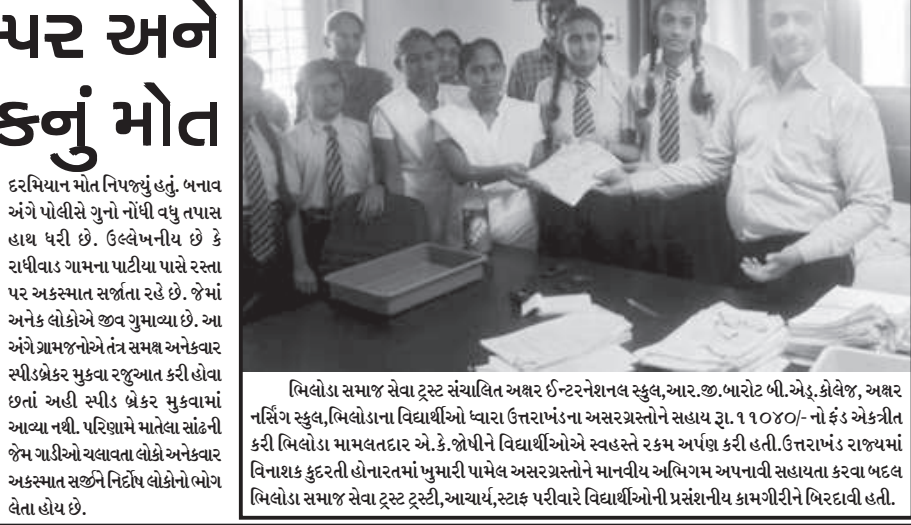 પર અને
કનું મોત
દરમિયાન મોત નિપજ્યું હતું. બનાવ
અંગે પોલીસે ગુનો નોંધી વધુ તપાસ
હાથ ધરી છે. ઉલ્લેખનીય છે કે
રાધીવાડ ગામના પાટીયા પાસે રસ્તા
પર અકસ્માત સર્જાતા રહે છે. જેમાં
અનેક લોકોએ જીવ ગુમાવ્યા છે. આ
અંગે ગ્રામજનોએ તંત્ર સમક્ષ અનેકવાર
સ્પીડબ્રેકર મુકવા રજુઆત કરી હોવા
છતાં અહી સ્પીડ બ્રેકર મુકવામાં
આવ્યા નથી. પરિણામે માતેલા સાંઢની
જેમ ગાડીઓ ચલાવતા લોકો અનેકવાર
અકસ્માત સર્જીને નિર્દોષ લોકોનો ભોગ
લેતા હોય છે.
ભિલોડા સમાજ સેવા ટ્રસ્ટ સંચાલિત અક્ષર ઈન્ટરનેશનલ સ્કુલ,આર.જી.બારોટ બી.એડ્.કોલેજ, અક્ષર
નર્સિંગ સ્કુલ,ભિલોડાના વિદ્યાર્થીઓ ધ્વારા ઉત્તરાખંડના અસરગ્રસ્તોને સહાય રૂા. ૧૧૦૪૦/- નો ફંડ એકત્રીત
કરી ભિલોડા મામલતદાર એ.કે.જોષીને વિદ્યાર્થીઓએ સ્વહસ્તે રકમ અર્પણ કરી હતી.ઉત્તરાખંડ રાજ્યમાં
વિનાશક કુદરતી હોનારતમાં ખુમારી પામેલ અસરગ્રસ્તોને માનવીય અભિગમ અપનાવી સહાયતા કરવા બદલ
ભિલોડા સમાજ સેવા ટ્રસ્ટ ટ્રસ્ટી,આચાર્ય,સ્ટાફ પરીવારે વિદ્યાર્થીઓની પ્રસંશનીય કામગીરીને બિરદાવી હતી.